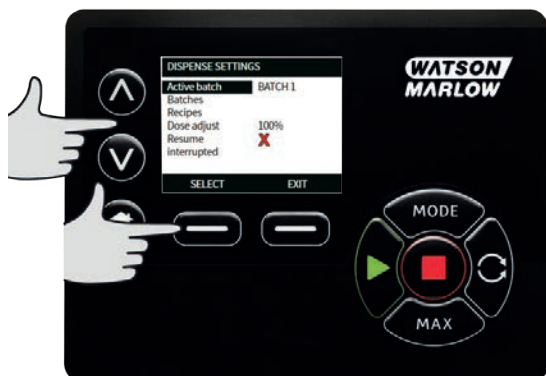 DISPENSE SETTINGS
Active batch BATCH 1
Batches
Recipes
Dose adjust 100%
Resume
interrupted
SELECT EXIT
WATSON
MARLOW
MODE
MAX